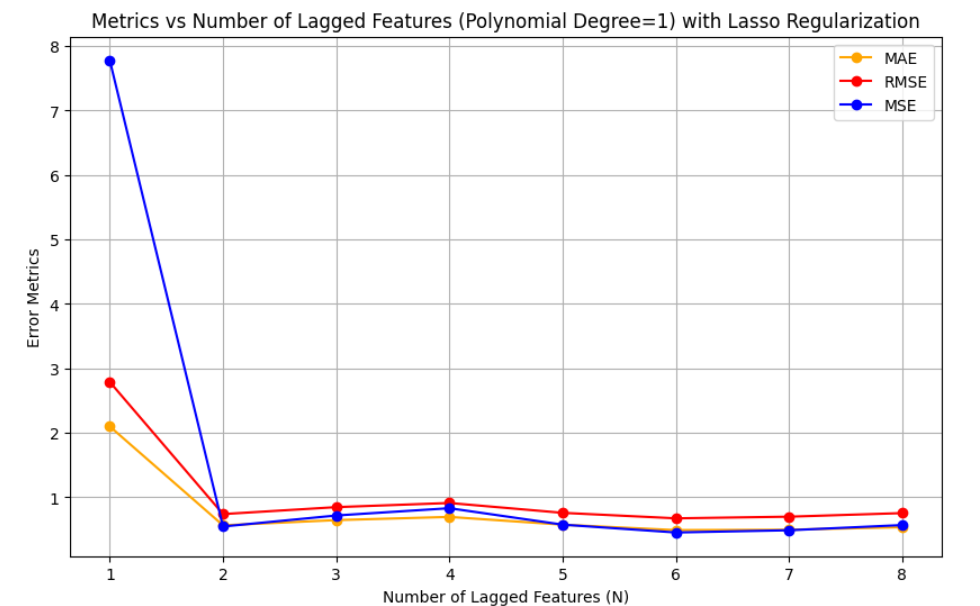 Metrics vs Number of Lagged Features (Polynomial Degree=1) with Lasso Regularization
MAE
RMSE
MSE
Error Metrics
8
7
6
5
4
3
2
1
1 2 3 4 5 6 7 8
Number of Lagged Features (N)